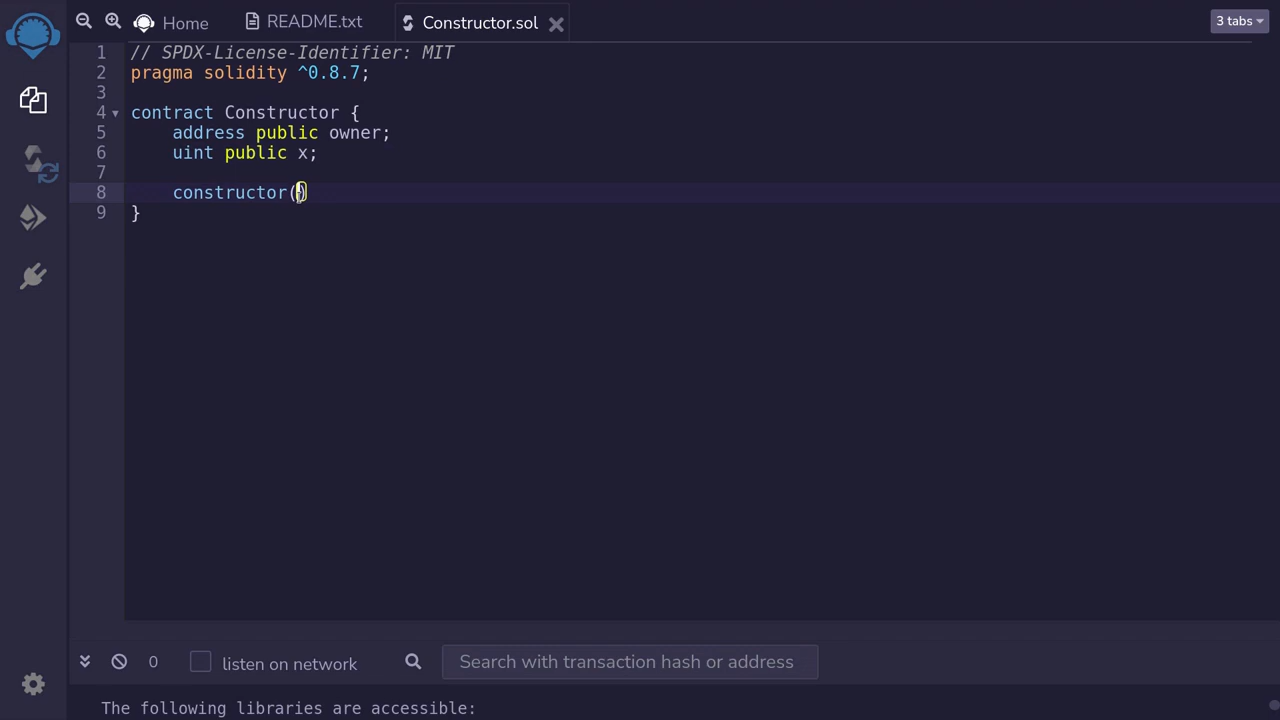 Home README.txt Constructor.sol 3 tabs
1 // SPDX-License-Identifier: MIT
2 pragma solidity ^0.8.7;
3
4 contract Constructor {
5 address public owner;
6 uint public x;
7
8 constructor()
9 }
0 listen on network Search with transaction hash or address
The following libraries are accessible: